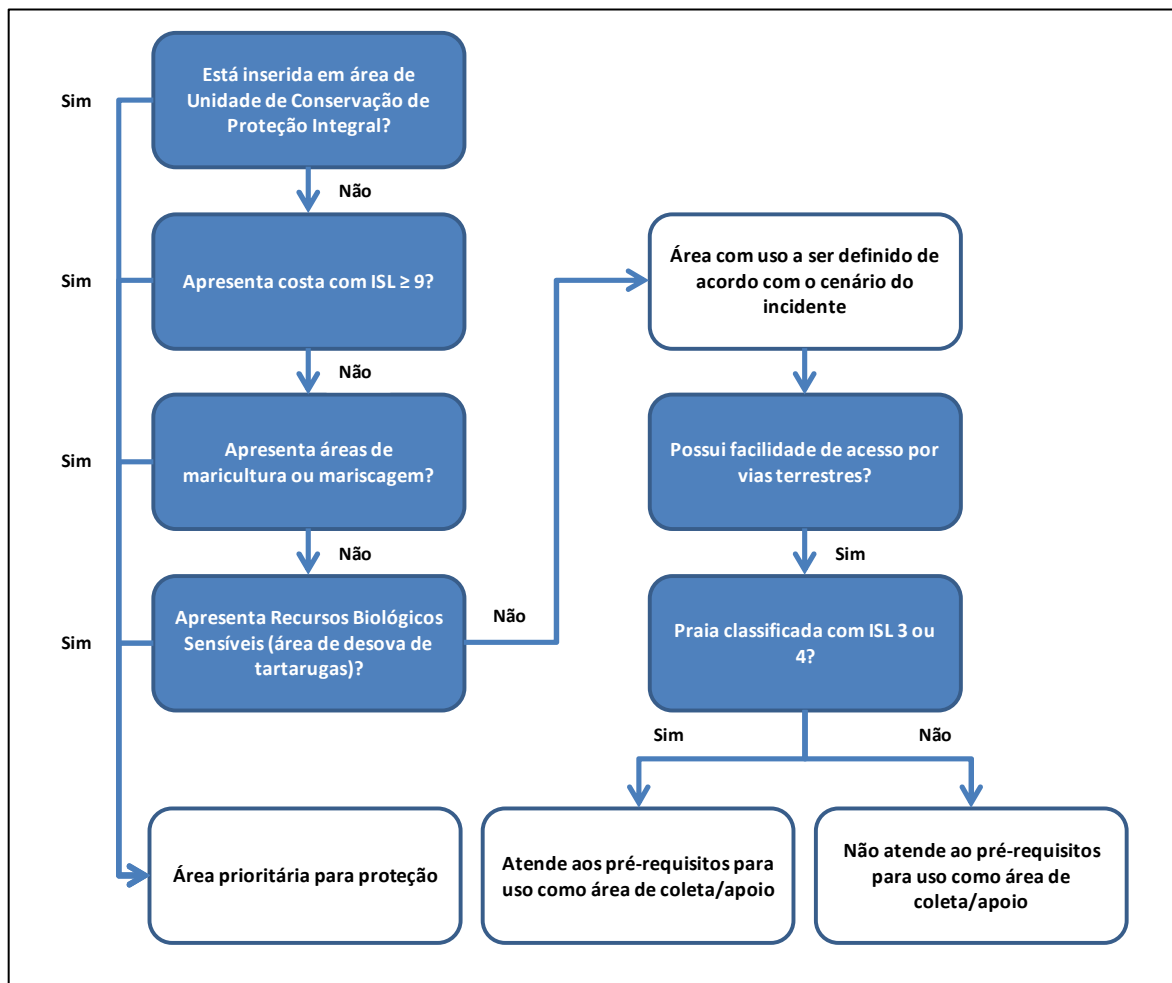 Está inserida em área de
Unidade de Conservação de
Proteção Integral?
Sim
Não
Apresenta costa com ISL ≥ 9?
Sim
Não
Apresenta áreas de
maricultura ou mariscagem?
Sim
Não
Apresenta Recursos Biológicos
Sensíveis (área de desova de
tartarugas)?
Sim
Não
Área prioritária para proteção
Área com uso a ser definido de
acordo com o cenário do
incidente
Possui facilidade de acesso por
vias terrestres?
Sim
Praia classificada com ISL 3 ou
4?
Sim
Não
Atende aos pré-requisitos para
uso como área de coleta/apoio
Não atende ao pré-requisitos
para uso como área de
coleta/apoio